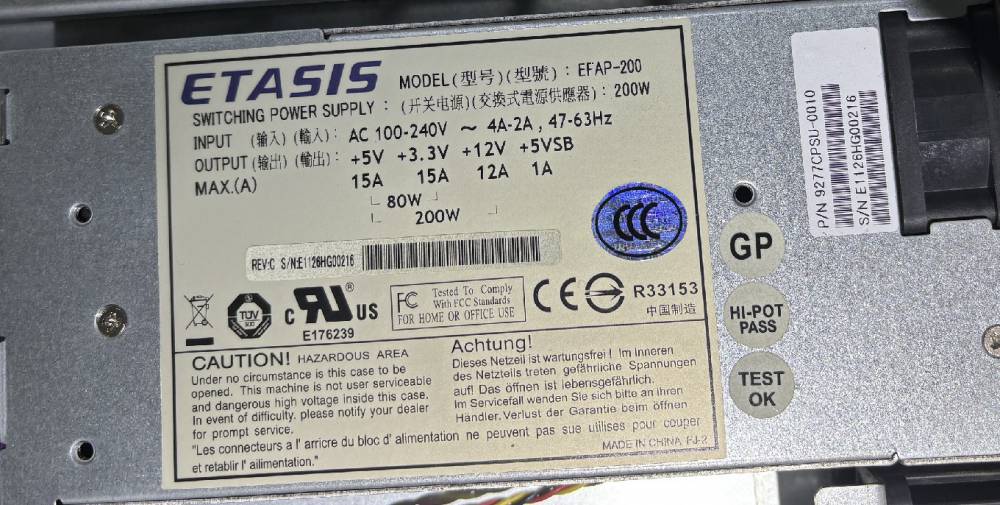 ETASIS
MODEL(型号)(型號) : EFAP-200
SWITCHING POWER SUPPLY : (开关电源)(交換式電源供應器) : 200W
INPUT (输入) (輸入) : AC 100-240V ~ 4A-2A , 47-63Hz
OUTPUT (输出) (輸出) : +5V +3.3V +12V +5VSB
MAX.(A) 15A 15A 12A 1A
80W
200W
CCC
REV:C S/N:E1126HG00216
TÜV
C UR ® US
E176239
FC Tested To Comply
With FCC Standards
FOR HOME OR OFFICE USE
CE
R33153
中国制造
CAUTION! HAZARDOUS AREA
Under no circumstance is this case to be
opened. This machine is not user serviceable
and dangerous high voltage inside this case.
In event of difficulty, please notify your dealer
for prompt service.
Achtung!
Dieses Netzeil ist wartungsfrei ! Im Inneren
des Netzteils treten gefährliche Spannungen
auf! Das öffnen ist lebensgefährlich.
Im Servicefall wenden Sie sich bitte an ihren
Händler. Verlust der Garantie beim öffnen
"Les connecteurs a l' arricre du bloc d' alimentation ne peuvent pas sue utilises pour couper
et retablir l' ailimentation."
MADE IN CHINA FJ-2
P/N 9277CPSU-0010
S/N E1126HG00216
GP
HI-POT
PASS
TEST
OK